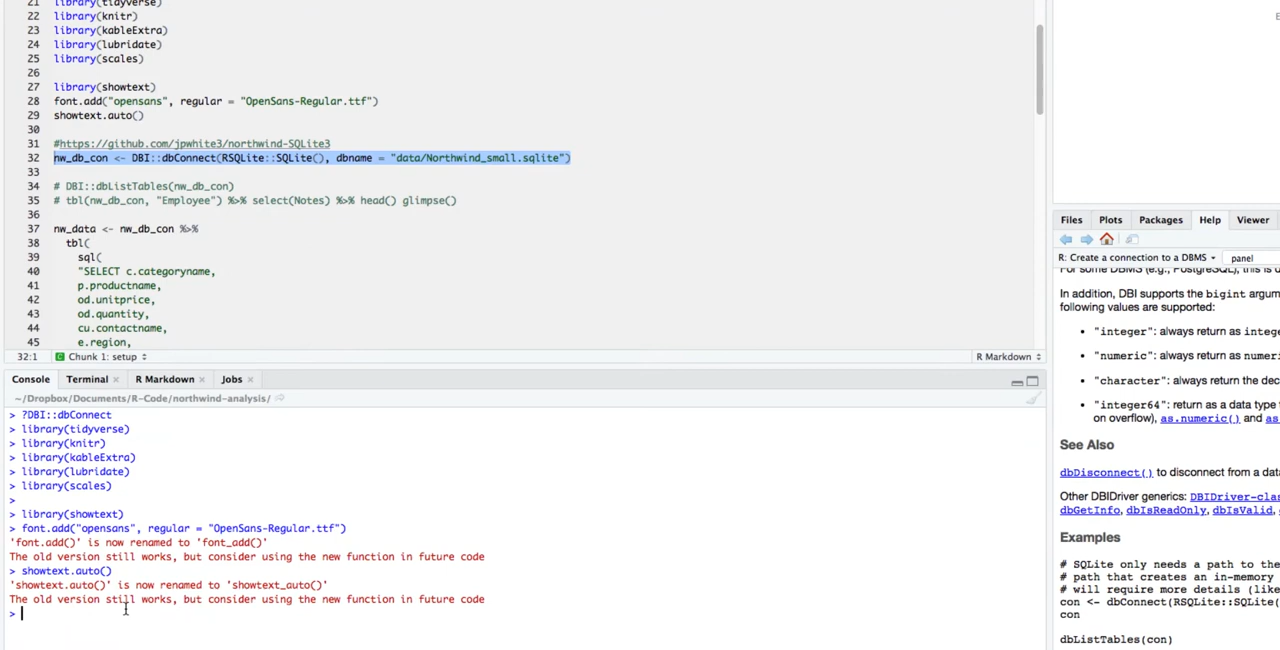 21 library(tidyverse)
22 library(knitr)
23 library(kableExtra)
24 library(lubridate)
25 library(scales)
26
27 library(showtext)
28 font.add("opensans", regular = "OpenSans-Regular.ttf")
29 showtext.auto()
30
31 #https://github.com/jpwhite3/northwind-SQLite3
32 nw_db_con <- DBI::dbConnect(RSQLite::SQLite(), dbname = "data/Northwind_small.sqlite")
33
34 # DBI::dbListTables(nw_db_con)
35 # tbl(nw_db_con, "Employee") %>% select(Notes) %>% head() glimpse()
36
37 nw_data <- nw_db_con %>%
38 tbl(
39 sql(
40 "SELECT c.categoryname,
41 p.productname,
42 od.unitprice,
43 od.quantity,
44 cu.contactname,
45 e.region,
32:1 Chunk 1: setup R Markdown
Console Terminal × R Markdown × Jobs ×
~/Dropbox/Documents/R-Code/northwind-analysis/
> ?DBI::dbConnect
> library(tidyverse)
> library(knitr)
> library(kableExtra)
> library(lubridate)
> library(scales)
>
> library(showtext)
> font.add("opensans", regular = "OpenSans-Regular.ttf")
'font.add()' is now renamed to 'font_add()'
The old version still works, but consider using the new function in future code
> showtext.auto()
'showtext.auto()' is now renamed to 'showtext_auto()'
The old version still works, but consider using the new function in future code
>
Files Plots Packages Help Viewer
R: Create a connection to a DBMS panel
For some DBMS (e.g., PostgreSQL), this is
In addition, DBI supports the bigint argum
following values are supported:
• "integer": always return as intege
• "numeric": always return as numeri
• "character": always return the dec
• "integer64": return as a data type
on overflow), as.numeric() and as
See Also
dbDisconnect() to disconnect from a data
Other DBIDriver generics: DBIDriver-clas
dbGetInfo, dbIsReadOnly, dbIsValid,
Examples
# SQLite only needs a path to the
# path that creates an in-memory
# will require more details (like
con <- dbConnect(RSQLite::SQLite(
con
dbListTables(con)